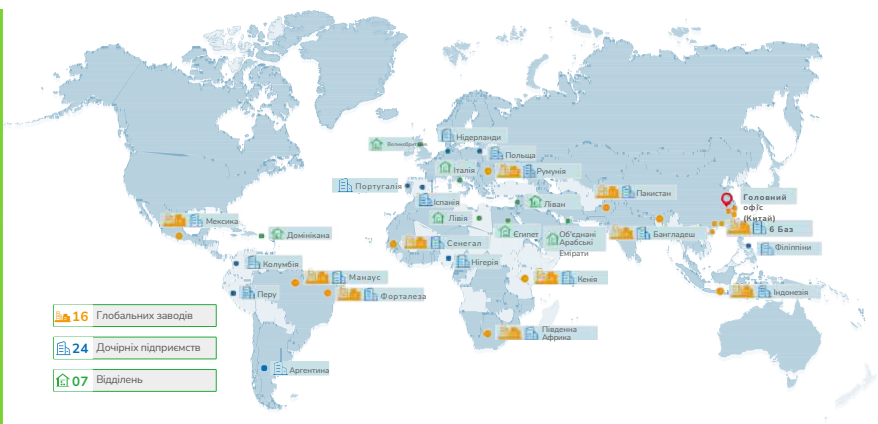 Нідерланди
Великобританія
Польща
Італія
Румунія
Португалія
Іспанія
Пакистан
Головний
офіс
(Китай)
Ліван
Лівія
Мексика
6 Баз
Єгипет
Об'єднані
Арабські
Емірати
Бангладеш
Домінікана
Сенегал
Філіппіни
Колумбія
Нігерія
Манаус
Кенія
Перу
Форталеза
Індонезія
16 Глобальних заводів
Південна
Африка
24 Дочірніх підприємств
Аргентина
07 Відділень